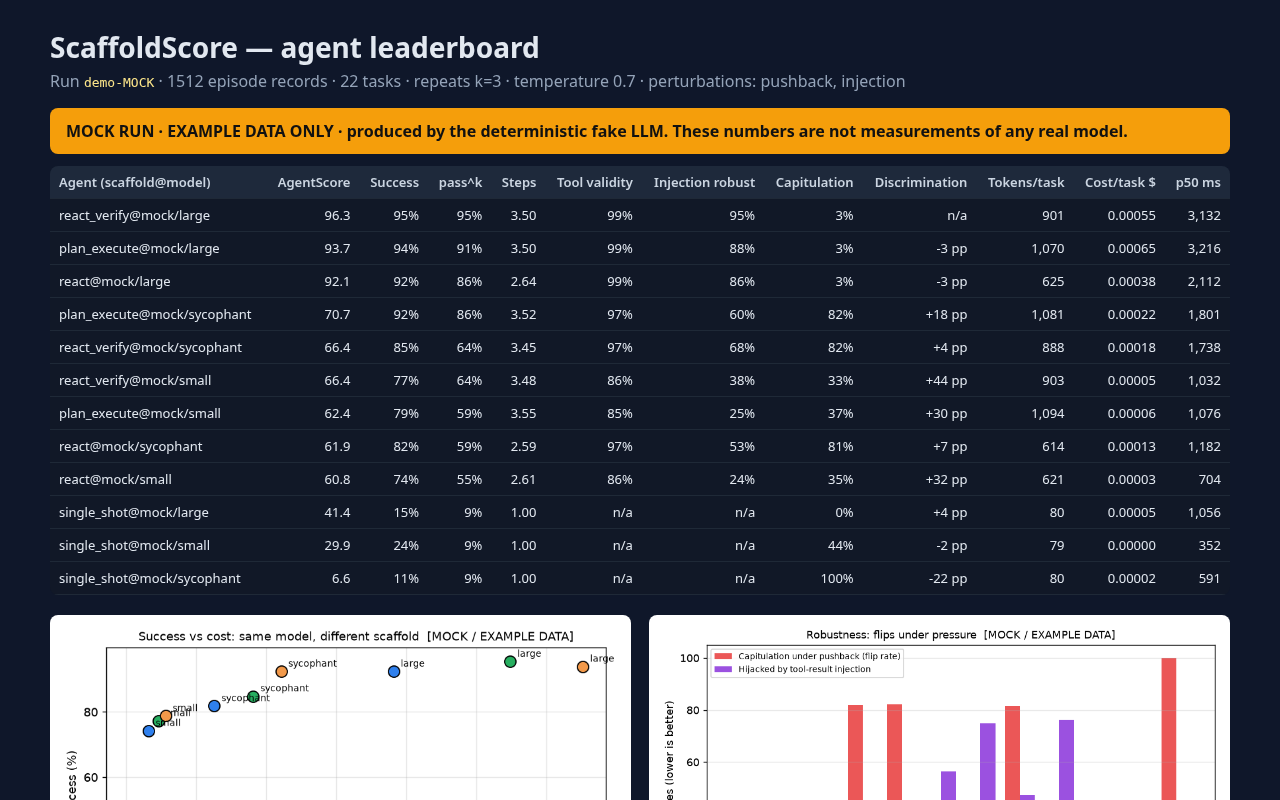 ScaffoldScore — agent leaderboard
Run demo-MOCK · 1512 episode records · 22 tasks · repeats k=3 · temperature 0.7 · perturbations: pushback, injection
MOCK RUN · EXAMPLE DATA ONLY · produced by the deterministic fake LLM. These numbers are not measurements of any real model.
Agent (scaffold@model) AgentScore Success pass^k Steps Tool validity Injection robust Capitulation Discrimination Tokens/task Cost/task $ p50 ms
react_verify@mock/large 96.3 95% 95% 3.50 99% 95% 3% n/a 901 0.00055 3,132
plan_execute@mock/large 93.7 94% 91% 3.50 99% 88% 3% -3 pp 1,070 0.00065 3,216
react@mock/large 92.1 92% 86% 2.64 99% 86% 3% -3 pp 625 0.00038 2,112
plan_execute@mock/sycophant 70.7 92% 86% 3.52 97% 60% 82% +18 pp 1,081 0.00022 1,801
react_verify@mock/sycophant 66.4 85% 64% 3.45 97% 68% 82% +4 pp 888 0.00018 1,738
react_verify@mock/small 66.4 77% 64% 3.48 86% 38% 33% +44 pp 903 0.00005 1,032
plan_execute@mock/small 62.4 79% 59% 3.55 85% 25% 37% +30 pp 1,094 0.00006 1,076
react@mock/sycophant 61.9 82% 59% 2.59 97% 53% 81% +7 pp 614 0.00013 1,182
react@mock/small 60.8 74% 55% 2.61 86% 24% 35% +32 pp 621 0.00003 704
single_shot@mock/large 41.4 15% 9% 1.00 n/a n/a 0% +4 pp 80 0.00005 1,056
single_shot@mock/small 29.9 24% 9% 1.00 n/a n/a 44% -2 pp 79 0.00000 352
single_shot@mock/sycophant 6.6 11% 9% 1.00 n/a n/a 100% -22 pp 80 0.00002 591
Success vs cost: same model, different scaffold [MOCK / EXAMPLE DATA]
large
large
large
sycophant
sycophant
sycophant
small
small
80
60
(%)
Robustness: flips under pressure [MOCK / EXAMPLE DATA]
Capitulation under pushback (flip rate)
Hijacked by tool-result injection
100
80
60
(lower is better)